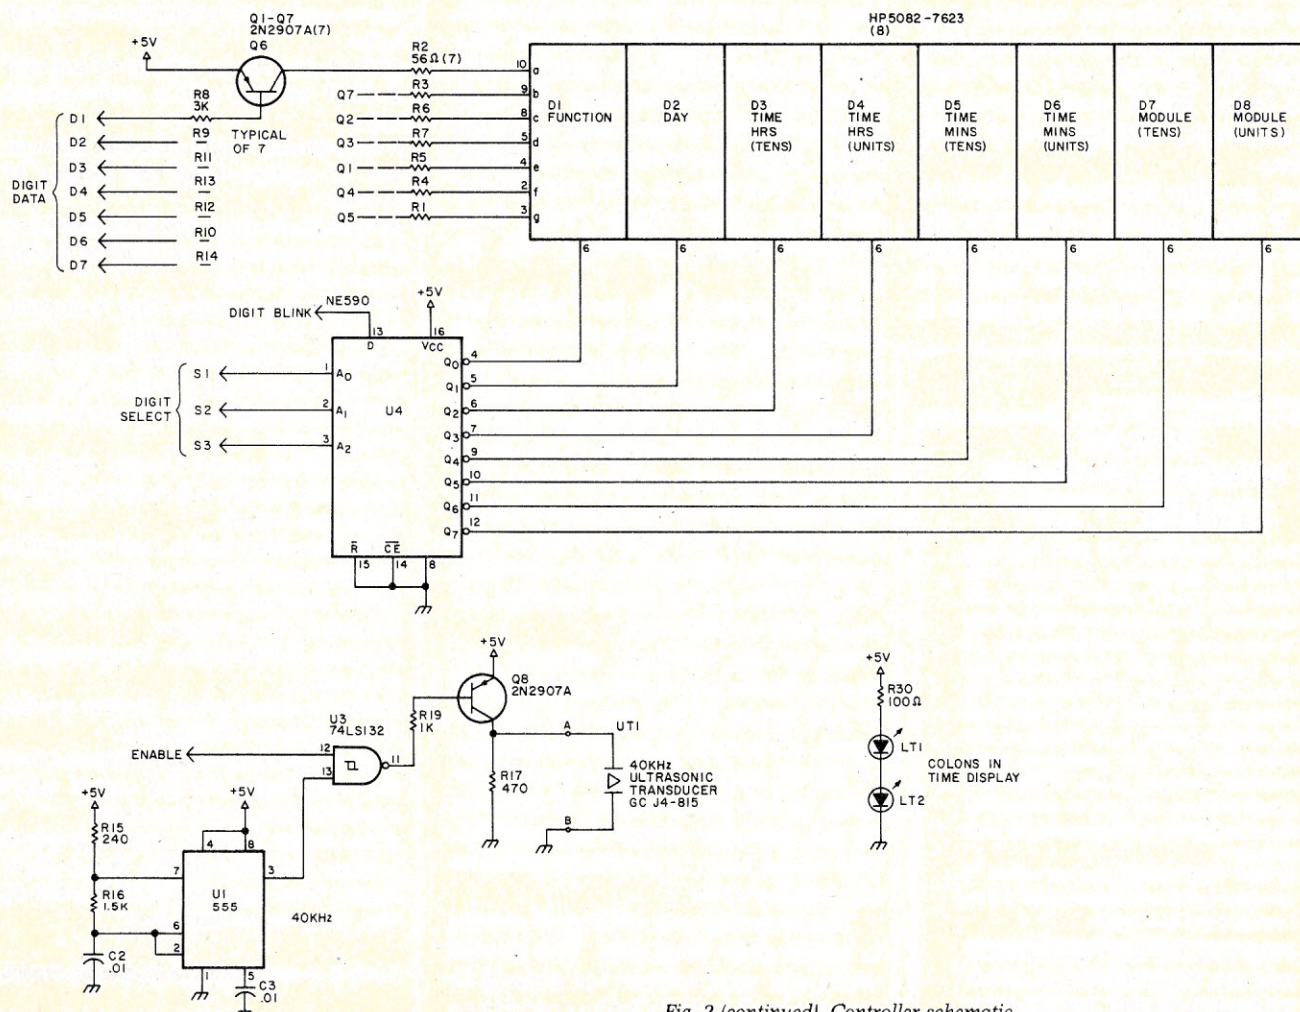 Q1-Q7
2N2907A(7)
+5V
Q6
R8
3K
TYPICAL
OF 7
DIGIT
DATA
D1
D2 R9
D3 R11
D4 R13
D5 R12
D6 R10
D7 R14
R2
56Ω(7)
Q7 R3
Q2 R6
Q3 R7
Q1 R5
Q4 R4
Q5 R1
HP5082-7623
(8)
10 a
9 b
8 c
5 d
4 e
2 f
3 g
D1
FUNCTION
D2
DAY
D3
TIME
HRS
(TENS)
D4
TIME
HRS
(UNITS)
D5
TIME
MINS
(TENS)
D6
TIME
MINS
(UNITS)
D7
MODULE
(TENS)
D8
MODULE
(UNITS)
6 6 6 6 6 6 6 6
DIGIT BLINK
NE590
+5V
13 16
D VCC
DIGIT
SELECT
S1 1 A0
S2 2 A1
S3 3 A2
U4
Q0 4
Q1 5
Q2 6
Q3 7
Q4 9
Q5 10
Q6 11
Q7 12
R CE
15 14 8
+5V
Q8
2N2907A
U3
74LS132
R19
1K
ENABLE
12
13
11
R17
470
A
UT1
40KHz
ULTRASONIC
TRANSDUCER
GC J4-815
B
+5V
R30
100Ω
LT1
LT2
COLONS IN
TIME DISPLAY
+5V
R15
240
R16
1.5K
C2
.01
+5V
4 8
7
6
2
3
U1
555
40KHz
1 5
C3
.01
Fig. 2 (continued). Controller schematic.